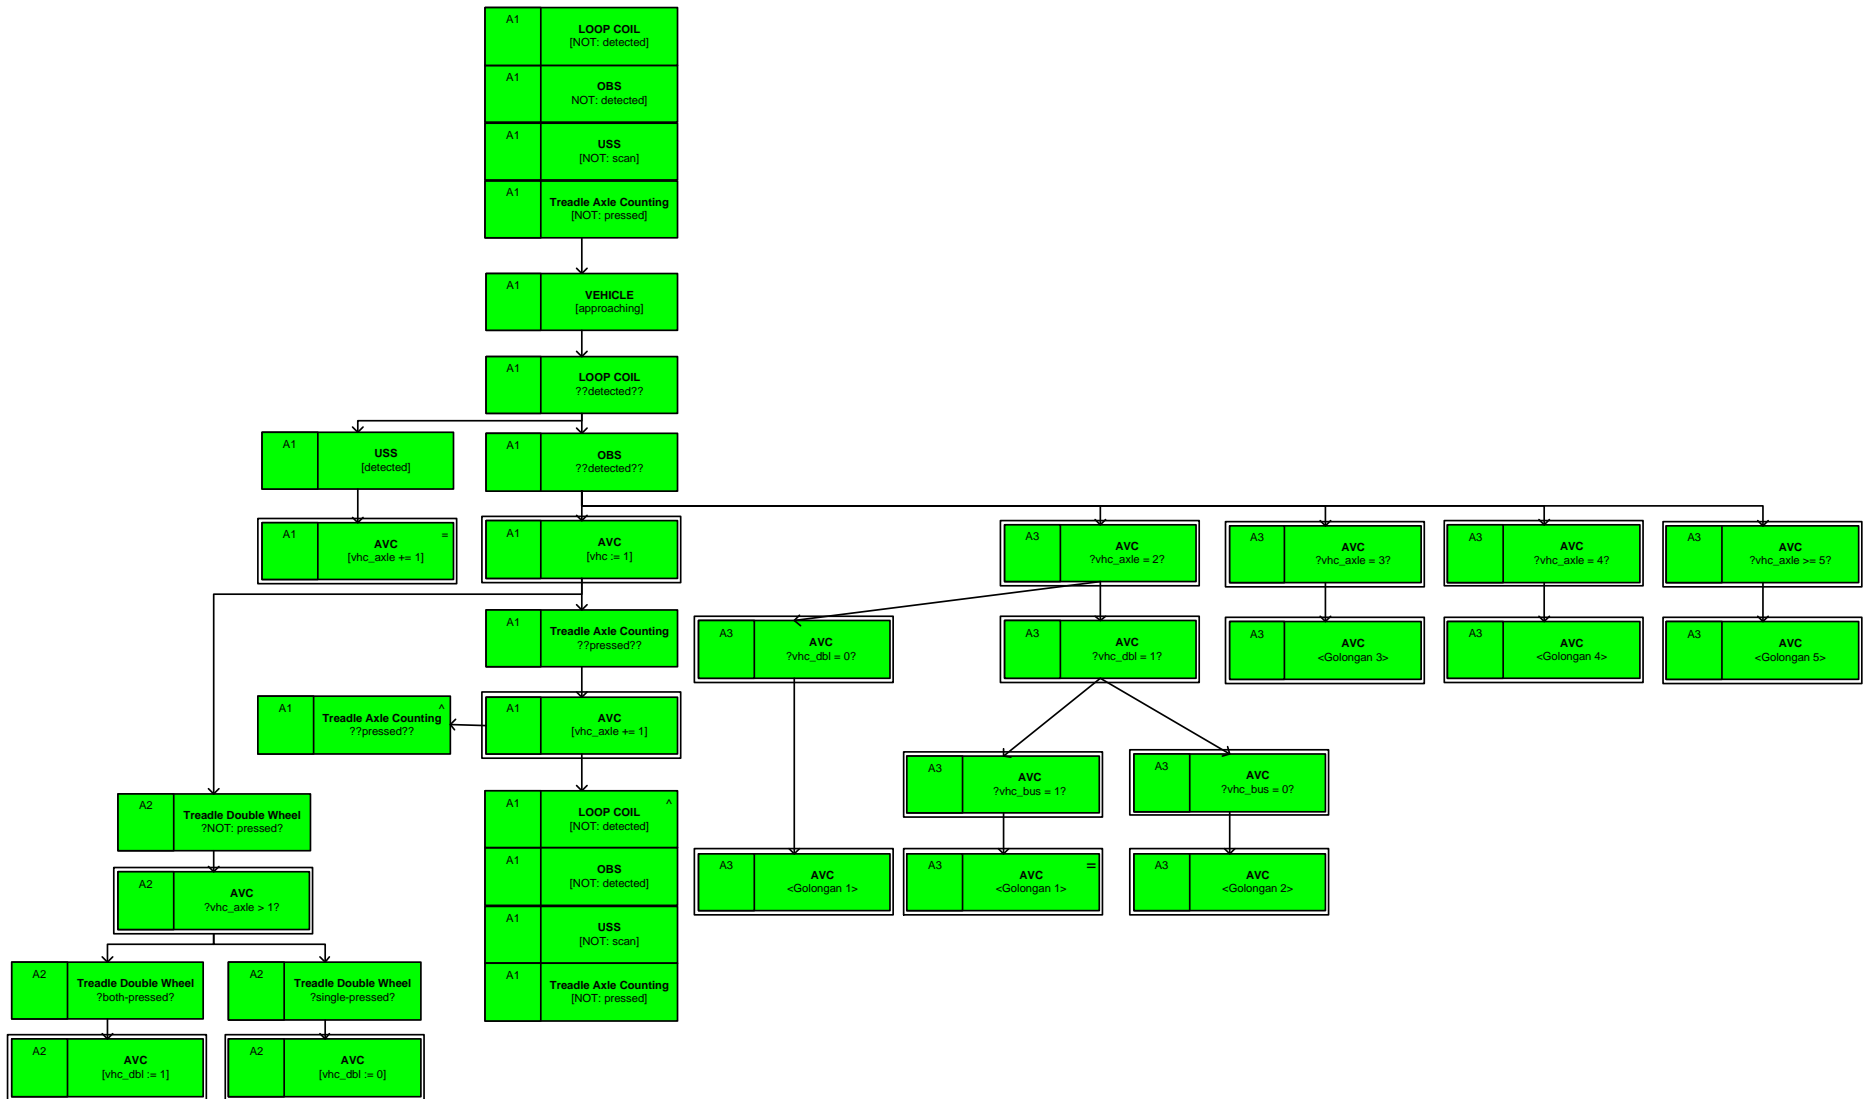 A1
LOOP COIL
[NOT: detected]
A1
OBS
NOT: detected]
A1
USS
[NOT: scan]
A1
Treadle Axle Counting
[NOT: pressed]
A1
VEHICLE
[approaching]
A1
LOOP COIL
??detected??
A1
USS
[detected]
A1
OBS
??detected??
A1
=
AVC
[vhc_axle += 1]
A1
AVC
[vhc := 1]
A3
AVC
?vhc_axle = 2?
A3
AVC
?vhc_axle = 3?
A3
AVC
?vhc_axle = 4?
A3
AVC
?vhc_axle >= 5?
A1
Treadle Axle Counting
??pressed??
A3
AVC
?vhc_dbl = 0?
A3
AVC
?vhc_dbl = 1?
A3
AVC
<Golongan 3>
A3
AVC
<Golongan 4>
A3
AVC
<Golongan 5>
A1
^
Treadle Axle Counting
??pressed??
A1
AVC
[vhc_axle += 1]
A3
AVC
?vhc_bus = 1?
A3
AVC
?vhc_bus = 0?
A2
Treadle Double Wheel
?NOT: pressed?
A1
^
LOOP COIL
[NOT: detected]
A1
OBS
[NOT: detected]
A1
USS
[NOT: scan]
A1
Treadle Axle Counting
[NOT: pressed]
A3
AVC
<Golongan 1>
A3
=
AVC
<Golongan 1>
A3
AVC
<Golongan 2>
A2
AVC
?vhc_axle > 1?
A2
Treadle Double Wheel
?both-pressed?
A2
Treadle Double Wheel
?single-pressed?
A2
AVC
[vhc_dbl := 1]
A2
AVC
[vhc_dbl := 0]